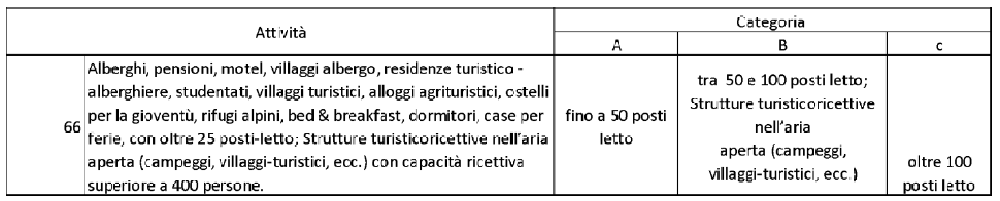 Attività
Categoria
A
B
c
66
Alberghi, pensioni, motel, villaggi albergo, residenze turistico -
alberghiere, studentati, villaggi turistici, alloggi agrituristici, ostelli
per la gioventù, rifugi alpini, bed & breakfast, dormitori, case per
ferie, con oltre 25 posti-letto; Strutture turisticoricettive nell’aria
aperta (campeggi, villaggi-turistici, ecc.) con capacità ricettiva
superiore a 400 persone.
fino a 50 posti
letto
tra  50 e 100 posti letto;
Strutture turisticoricettive
nell’aria
aperta (campeggi,
villaggi-turistici, ecc.)
oltre 100
posti letto